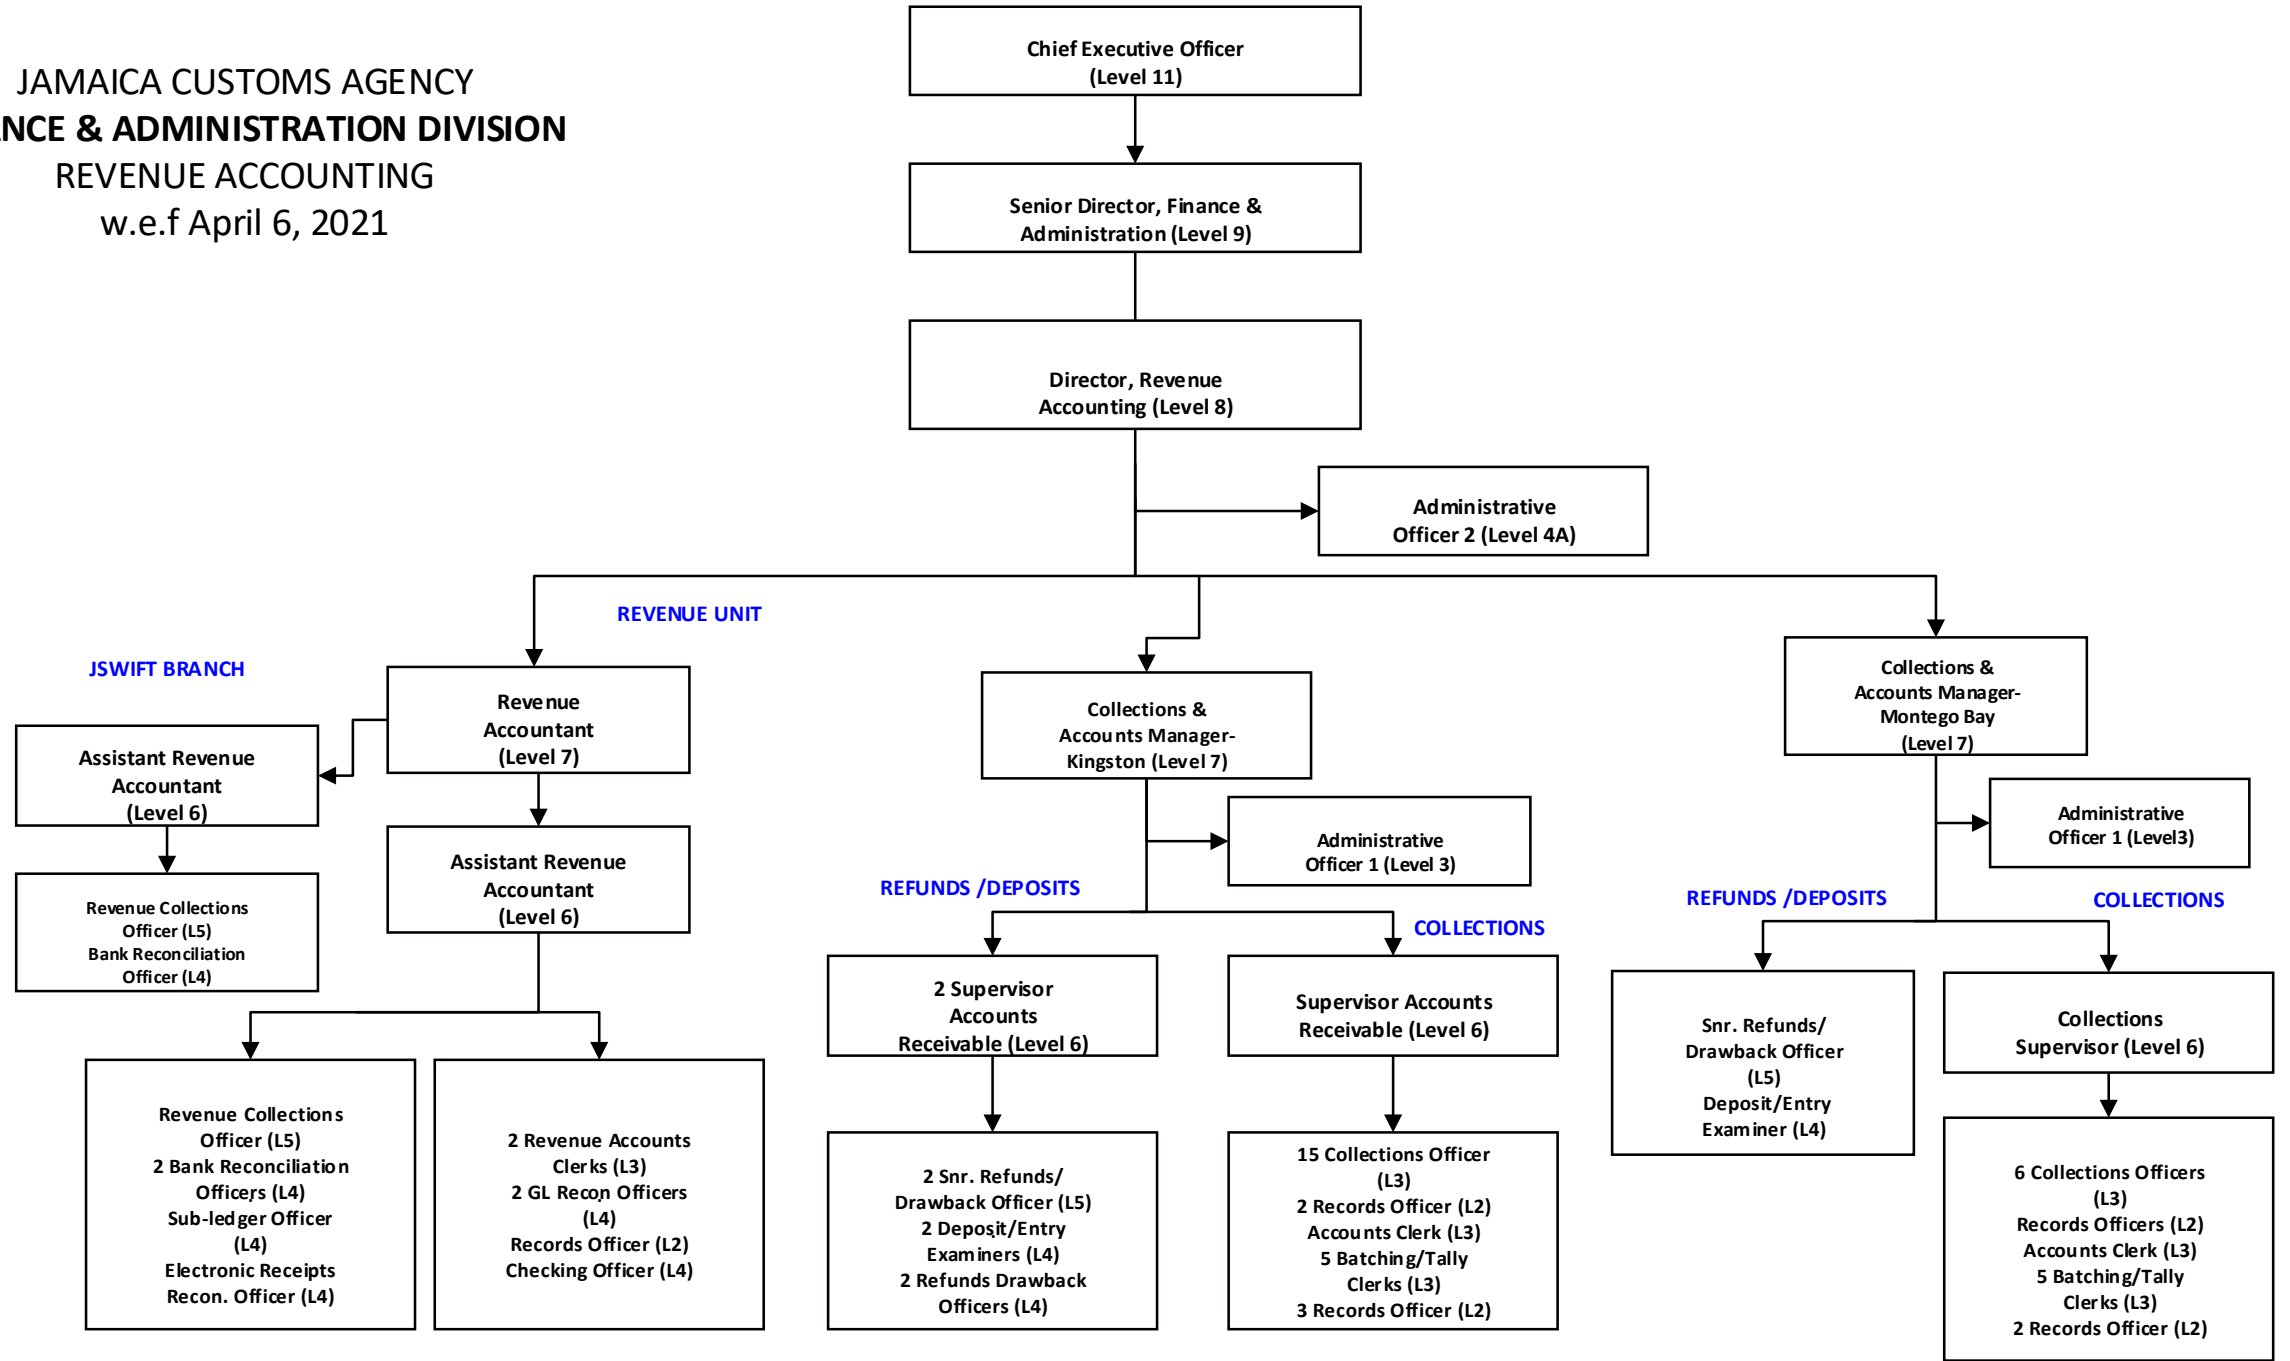 JAMAICA CUSTOMS AGENCY
NCE & ADMINISTRATION DIVISION
REVENUE ACCOUNTING
w.e.f April 6, 2021
Chief Executive Officer
(Level 11)
Senior Director, Finance &
Administration (Level 9)
Director, Revenue
Accounting (Level 8)
Administrative
Officer 2 (Level 4A)
REVENUE UNIT
JSWIFT BRANCH
Revenue
Accountant
(Level 7)
Assistant Revenue
Accountant
(Level 6)
Revenue Collections
Officer (L5)
Bank Reconciliation
Officer (L4)
Assistant Revenue
Accountant
(Level 6)
Revenue Collections
Officer (L5)
2 Bank Reconciliation
Officers (L4)
Sub-ledger Officer
(L4)
Electronic Receipts
Recon. Officer (L4)
2 Revenue Accounts
Clerks (L3)
2 GL Recon Officers
(L4)
Records Officer (L2)
Checking Officer (L4)
Collections &
Accounts Manager-
Kingston (Level 7)
Administrative
Officer 1 (Level 3)
REFUNDS /DEPOSITS
COLLECTIONS
2 Supervisor
Accounts
Receivable (Level 6)
Supervisor Accounts
Receivable (Level 6)
2 Snr. Refunds/
Drawback Officer (L5)
2 Deposit/Entry
Examiners (L4)
2 Refunds Drawback
Officers (L4)
15 Collections Officer
(L3)
2 Records Officer (L2)
Accounts Clerk (L3)
5 Batching/Tally
Clerks (L3)
3 Records Officer (L2)
Collections &
Accounts Manager-
Montego Bay
(Level 7)
Administrative
Officer 1 (Level3)
REFUNDS /DEPOSITS
COLLECTIONS
Snr. Refunds/
Drawback Officer
(L5)
Deposit/Entry
Examiner (L4)
Collections
Supervisor (Level 6)
6 Collections Officers
(L3)
Records Officers (L2)
Accounts Clerk (L3)
5 Batching/Tally
Clerks (L3)
2 Records Officer (L2)